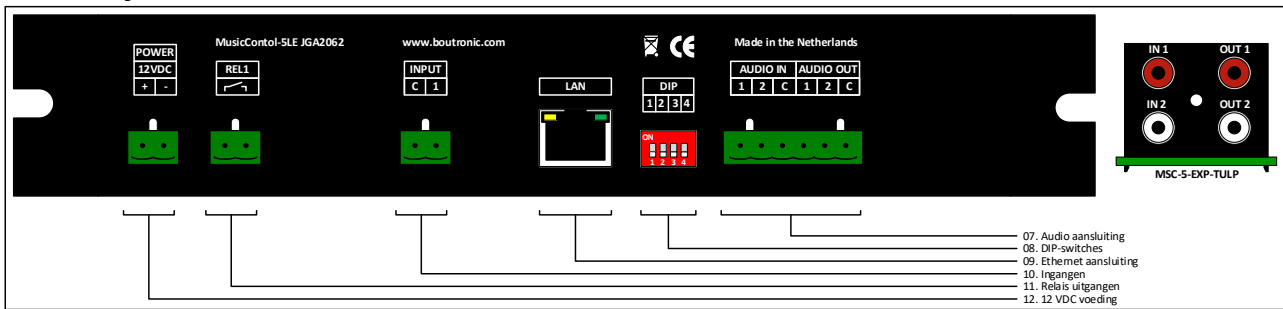 MusicContol-5LE JGA2062
www.boutronic.com
Made in the Netherlands
POWER
12VDC
+ -
REL1
INPUT
C 1
LAN
DIP
1 2 3 4
AUDIO IN AUDIO OUT
1 2 C 1 2 C
ON
1 2 3 4
IN 1 OUT 1
IN 2 OUT 2
MSC-5-EXP-TULP
07. Audio aansluiting
08. DIP-switches
09. Ethernet aansluiting
10. Ingangen
11. Relais uitgangen
12. 12 VDC voeding